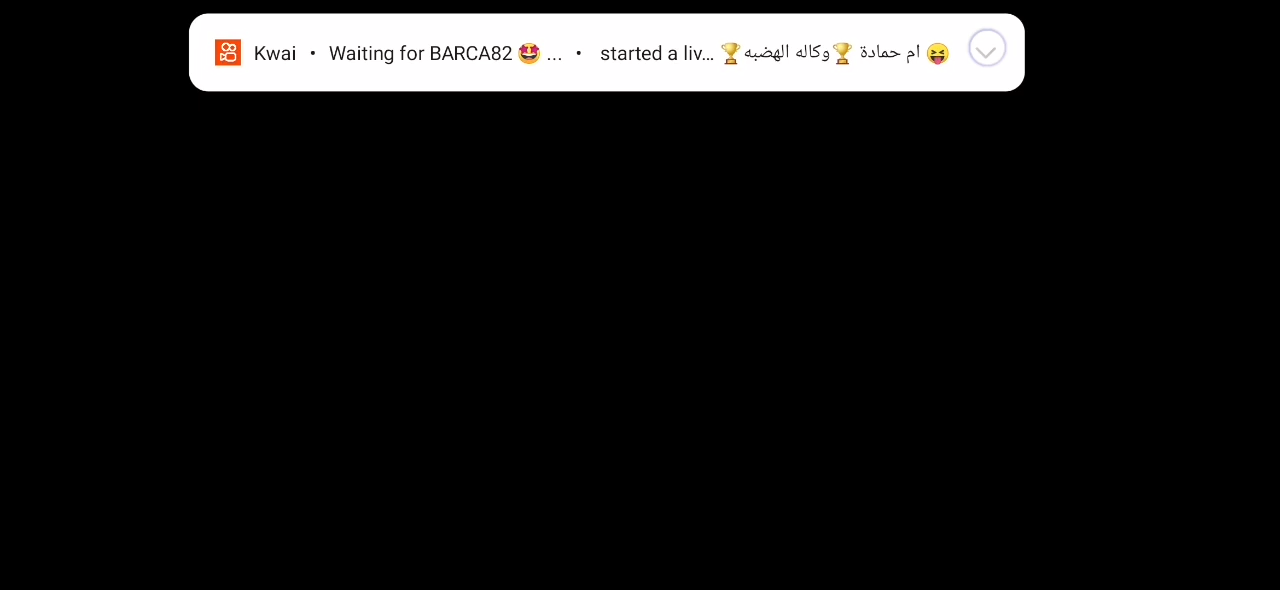 Kwai • Waiting for BARCA82 🤩 ... • started a liv... 🏆ام حمادة 🏆وكاله الهضبه 😝